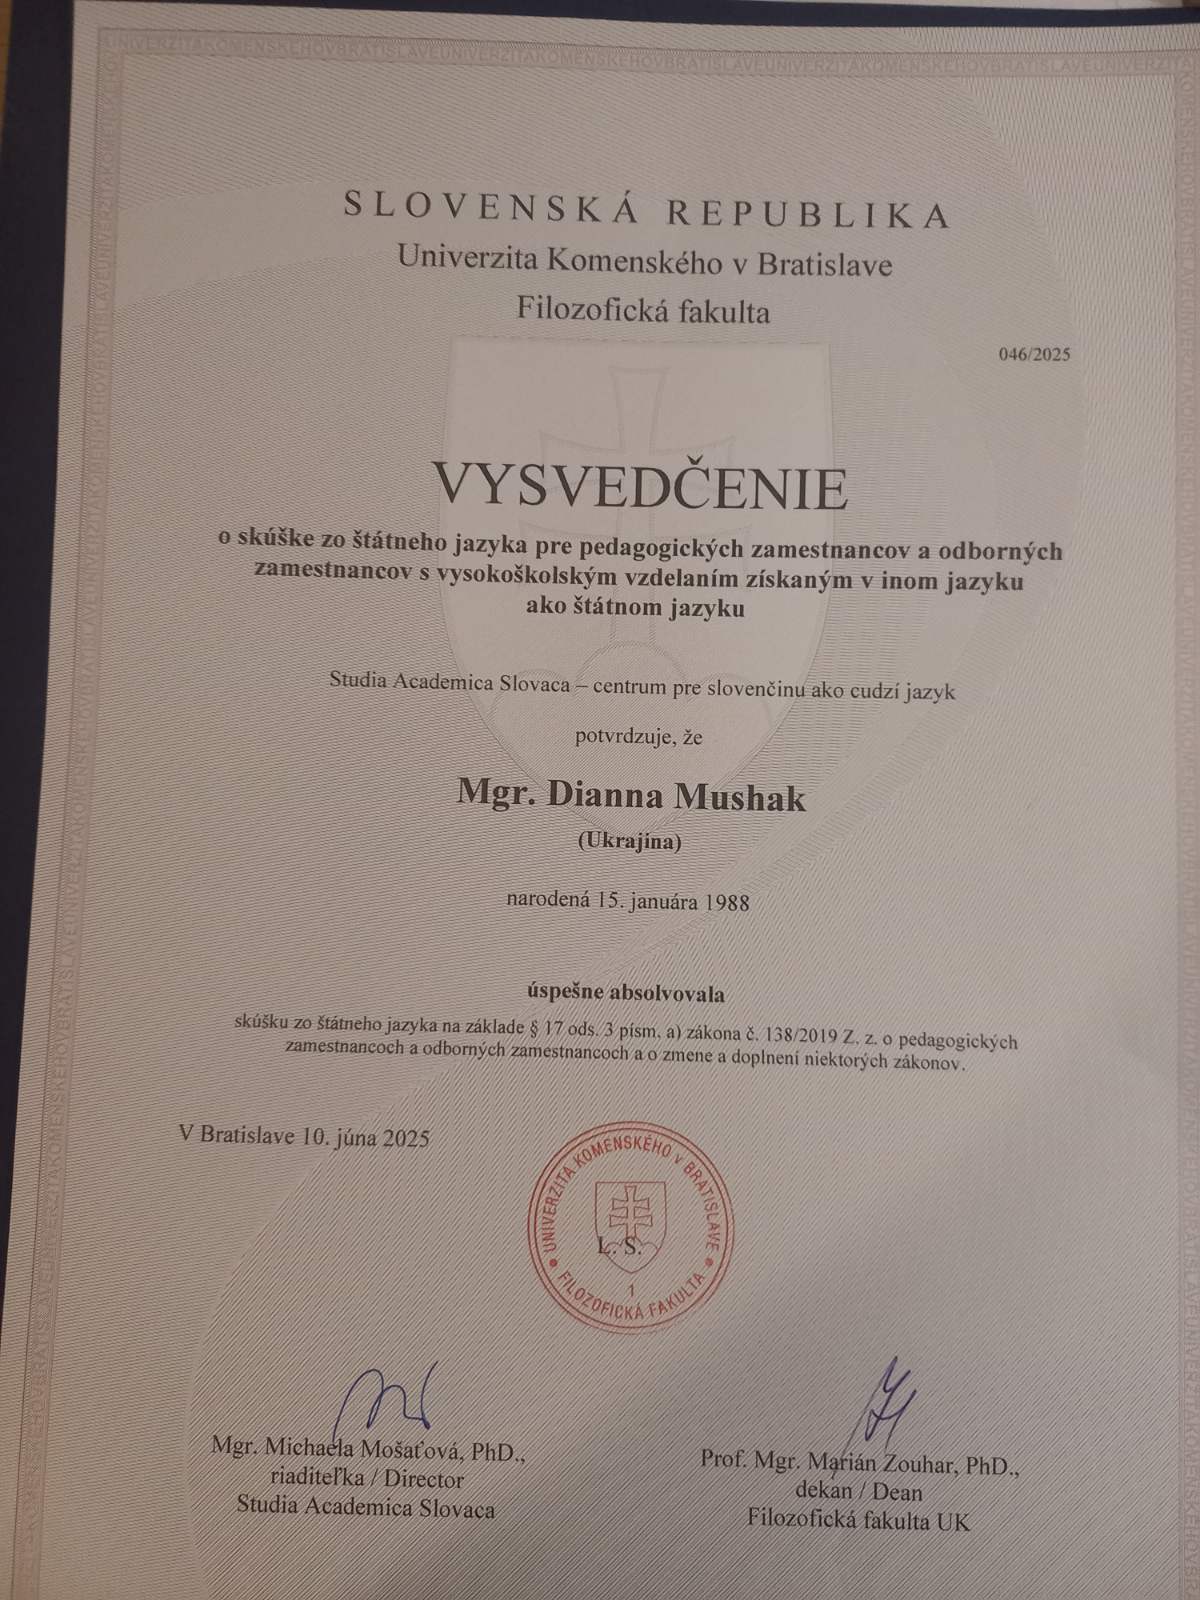 SLOVENSKÁ REPUBLIKA
Univerzita Komenského v Bratislave
Filozofická fakulta
046/2025
VYSVEDČENIE
o skúške zo štátneho jazyka pre pedagogických zamestnancov a odborných
zamestnancov s vysokoškolským vzdelaním získaným v inom jazyku
ako štátnom jazyku
Studia Academica Slovaca – centrum pre slovenčinu ako cudzí jazyk
potvrdzuje, že
Mgr. Dianna Mushak
(Ukrajina)
narodená 15. januára 1988
úspešne absolvovala
skúšku zo štátneho jazyka na základe § 17 ods. 3 písm. a) zákona č. 138/2019 Z. z. o pedagogických
zamestnancoch a odborných zamestnancoch a o zmene a doplnení niektorých zákonov.
V Bratislave 10. júna 2025
UNIVERZITA KOMENSKÉHO v BRATISLAVE
L. S.
1
FILOZOFICKÁ FAKULTA
Mgr. Michaela Mošaťová, PhD.,
riaditeľka / Director
Studia Academica Slovaca
Prof. Mgr. Marián Zouhar, PhD.,
dekan / Dean
Filozofická fakulta UK